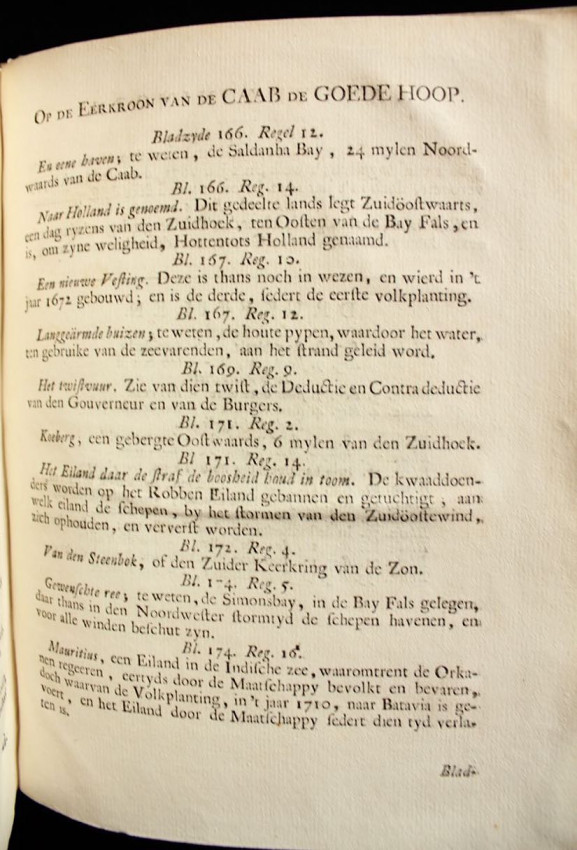 OP DE EERKROON VAN DE CAAB DE GOEDE HOOP.
Bladzyde 166. Regel 12.
En eene haven; te weten, de Saldanha Bay, 24 mylen Noord-
waards van de Caab.
Bl. 166. Reg. 14.
Naar Holland is genoemd. Dit gedeelte lands legt Zuidöostwaarts,
een dag ryzens van den Zuidhoek, ten Oosten van de Bay Fals, en
is, om zyne weligheid, Hottentots Holland genaamd.
Bl. 167. Reg. 10.
Een nieuwe Vesting. Deze is thans noch in wezen, en wierd in 't
jaar 1672 gebouwd; en is de derde, sedert de eerste volkplanting.
Bl. 167. Reg. 12.
Langgeärmde buizen; te weten, de houte pypen, waardoor het water,
ten gebruike van de zeevarenden, aan het strand geleid word.
Bl. 169. Reg. 9.
Het twistvuur. Zie van dien twist, de Deductie en Contradeductie
van den Gouverneur en van de Burgers.
Bl. 171. Reg. 2.
Koeberg, een gebergte Oostwaards, 6 mylen van den Zuidhoek.
Bl 171. Reg. 14.
Het Eiland daar de straf de boosheid houd in toom. De kwaaddoen-
ders worden op het Robben Eiland gebannen en getuchtigt, aan
welk eiland de schepen, by het stormen van den Zuidöostewind,
zich ophouden, en ververst worden.
Bl. 172. Reg. 4.
Van den Steenbok, of den Zuider Keerkring van de Zon.
Bl. 174. Reg. 5.
Gewenschte ree; te weten, de Simonsbay, in de Bay Fals gelegen,
daar thans in den Noordwester stormtyd de schepen havenen, en
voor alle winden beschut zyn.
Bl. 174. Reg. 16.
Mauritius, een Eiland in de Indische zee, waaromtrent de Orka-
nen regeeren, eertyds door de Maatschappy bevolkt en bevaren,
doch waarvan de Volkplanting, in 't jaar 1710, naar Batavia is ge-
voert, en het Eiland door de Maatschappy sedert dien tyd verla-
ten is.
Blad-